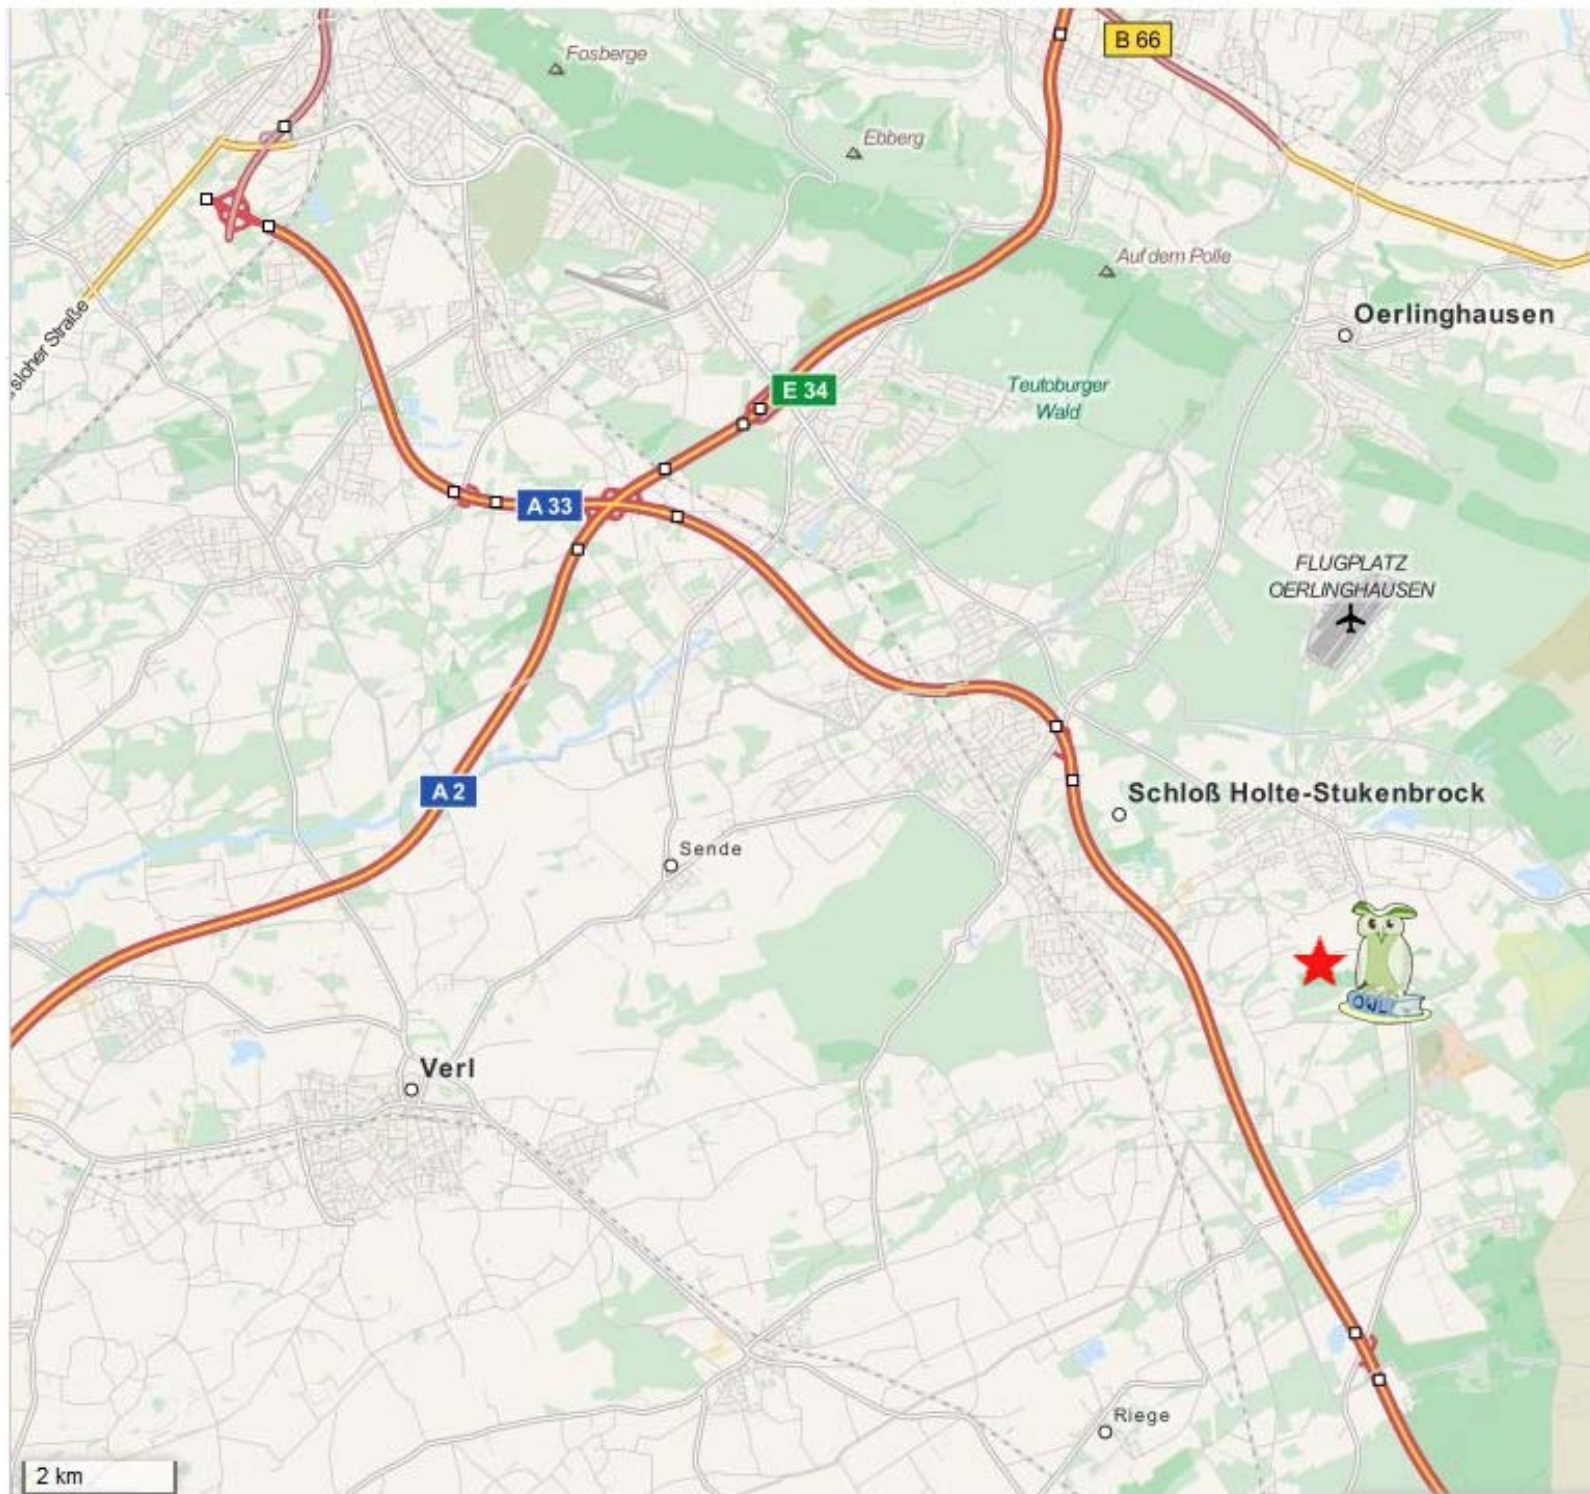 B 66
Fosberge
Ebberg
Auf dem Polle
Oerlinghausen
sloher Straße
E 34
Teutoburger
Wald
A 33
FLUGPLATZ
OERLINGHAUSEN
A 2
Schloß Holte-Stukenbrock
Sende
OWL
Verl
Riege
2 km